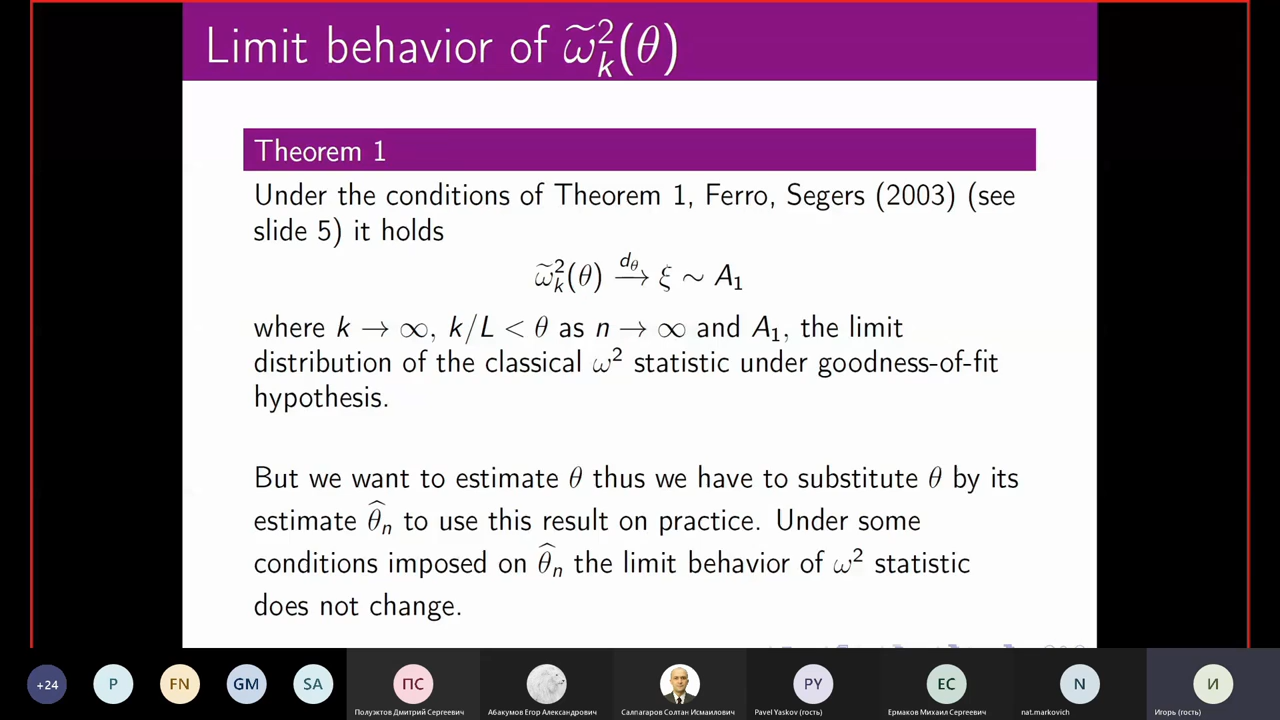 Limit behavior of ω̃²ₖ(θ)
Theorem 1
Under the conditions of Theorem 1, Ferro, Segers (2003) (see
slide 5) it holds
ω̃²ₖ(θ) →^{d_θ} ξ ∼ A₁
where k → ∞, k/L < θ as n → ∞ and A₁, the limit
distribution of the classical ω² statistic under goodness-of-fit
hypothesis.
But we want to estimate θ thus we have to substitute θ by its
estimate θ̂ₙ to use this result on practice. Under some
conditions imposed on θ̂ₙ the limit behavior of ω² statistic
does not change.
+24 P FN GM SA ПС PY EC N И
Полуэктов Дмитрий Сергеевич Абакумов Егор Александрович Салпагаров Солтан Исмаилович Pavel Yaskov (гость) Ермаков Михаил Сергеевич nat.markovich Игорь (гость)